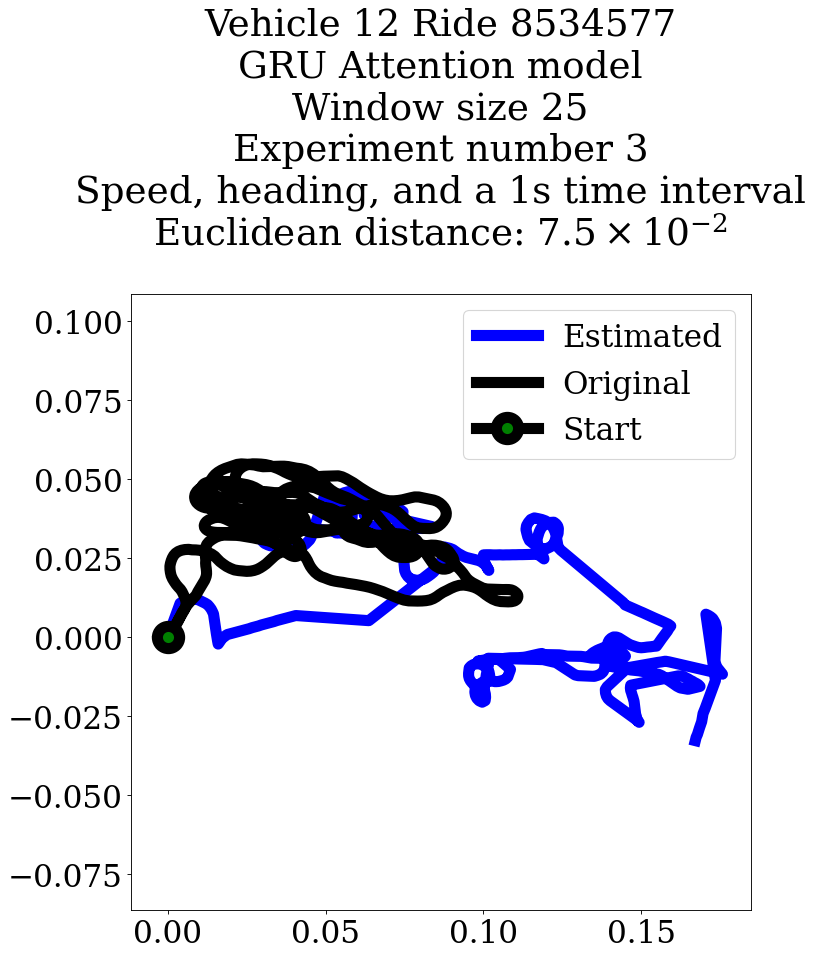 Vehicle 12 Ride 8534577
GRU Attention model
Window size 25
Experiment number 3
Speed, heading, and a 1s time interval
Euclidean distance: 7.5 × 10⁻²
Estimated
Original
Start
0.100
0.075
0.050
0.025
0.000
−0.025
−0.050
−0.075
0.00 0.05 0.10 0.15